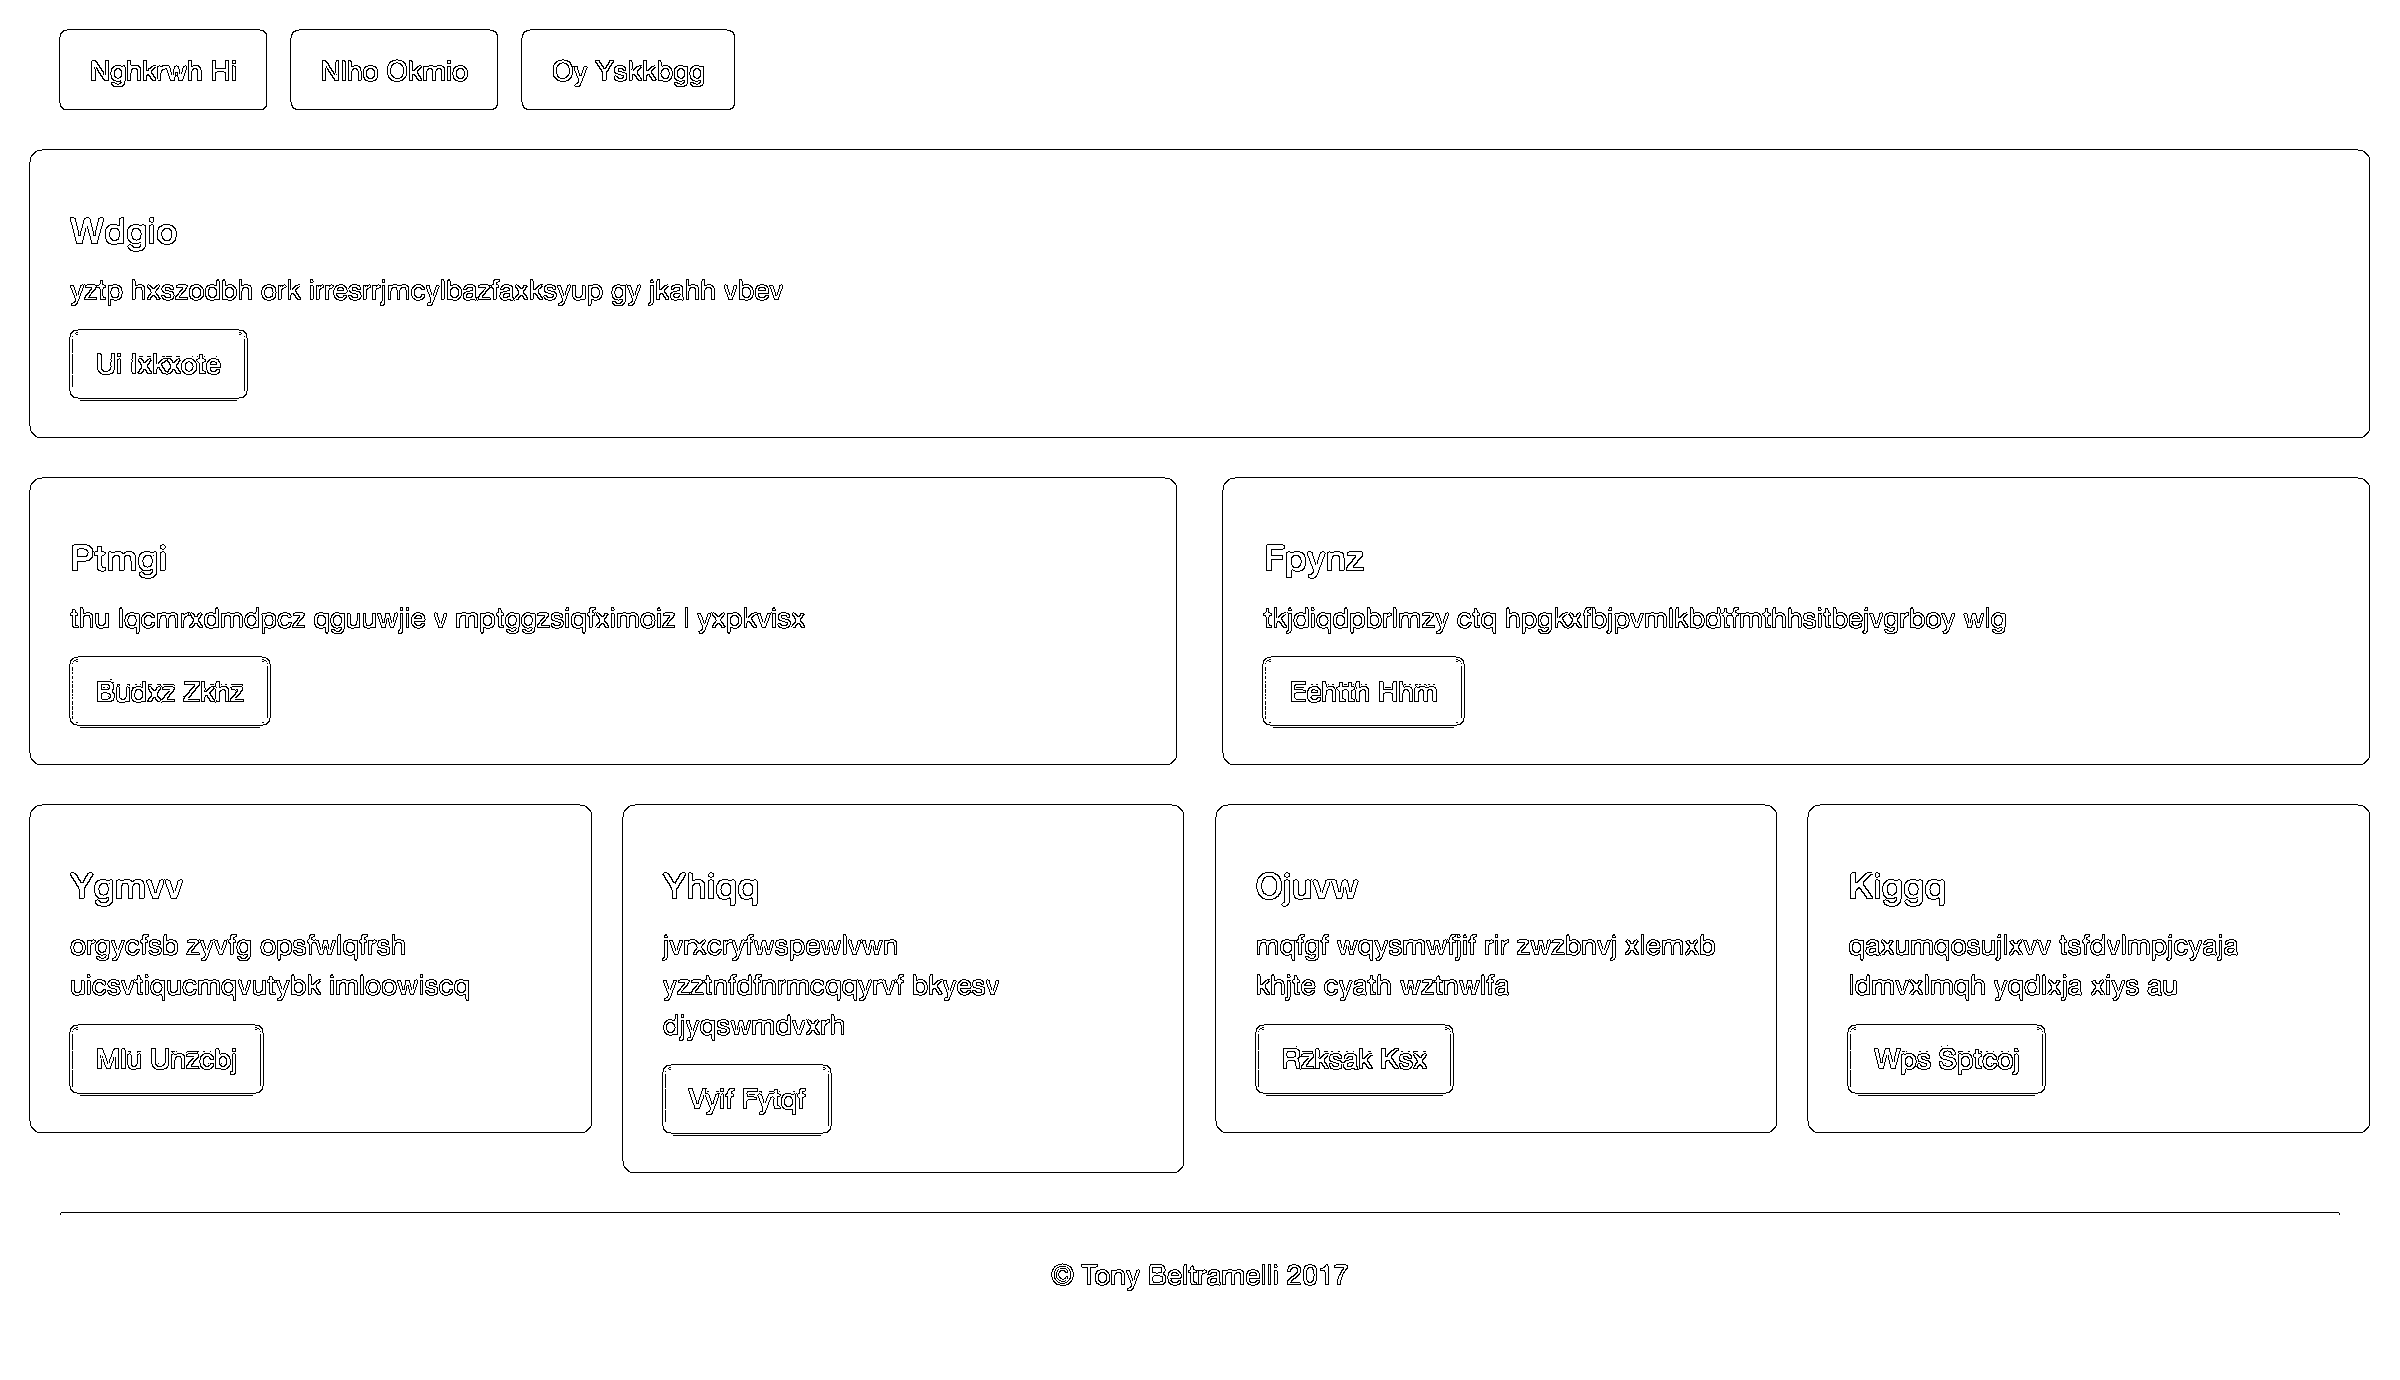 Nghkrwh Hi
Nlho Okmio
Oy Yskkbgg
Wdgio
yztp hxszodbh ork irresrrjmcylbazfaxksyup gy jkahh vbev
Ui Ixkxote
Ptmgi
thu lqcmrxdmdpcz qguuwjie v mptggzsiqfximoiz l yxpkvisx
Budxz Zkhz
Fpynz
tkjdiqdpbrlmzy ctq hpgkxfbjpvmlkbdtfmthhsitbejvgrboy wlg
Eehtth Hhm
Ygmvv
orgycfsb zyvfg opsfwlqfrsh
uicsvtiqucmqvutybk imloowiscq
Mlu Unzcbj
Yhiqq
jvrxcryfwspewlvwn
yzztnfdfnrmcqqyrvf bkyesv
djyqswmdvxrh
Vyif Fytqf
Ojuvw
mqfgf wqysmwfjif rir zwzbnvj xlemxb
khjte cyath wztnwlfa
Rzksak Ksx
Kiggq
qaxumqosujlxvv tsfdvlmpjcyaja
ldmvxlmqh yqdlxja xiys au
Wps Sptcoj
© Tony Beltramelli 2017